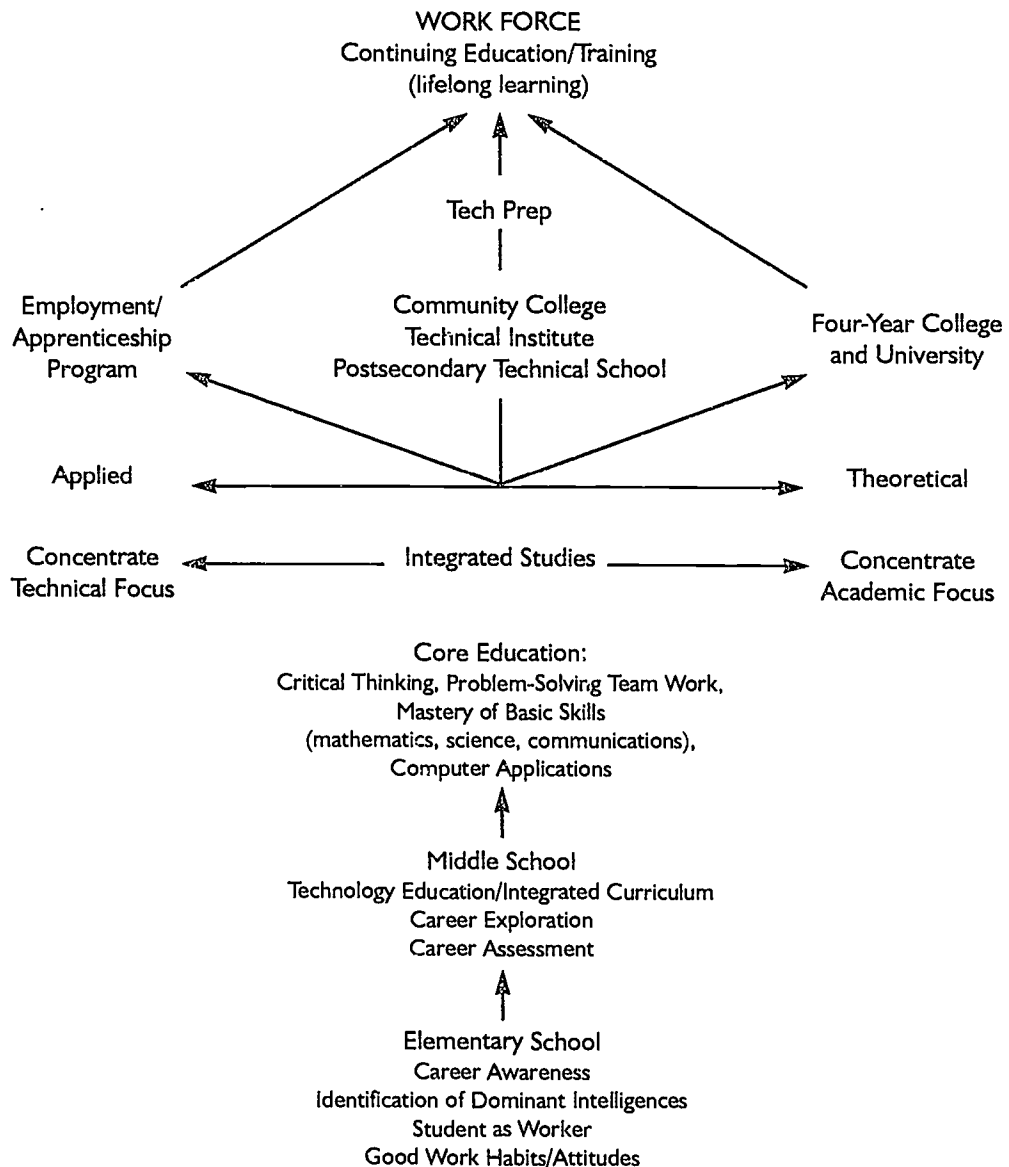 WORK FORCE
Continuing Education/Training
(lifelong learning)
Tech Prep
Employment/
Apprenticeship
Program
Community College
Technical Institute
Postsecondary Technical School
Four-Year College
and University
Applied
Theoretical
Concentrate
Technical Focus
Integrated Studies
Concentrate
Academic Focus
Core Education:
Critical Thinking, Problem-Solving Team Work,
Mastery of Basic Skills
(mathematics, science, communications),
Computer Applications
Middle School
Technology Education/Integrated Curriculum
Career Exploration
Career Assessment
Elementary School
Career Awareness
Identification of Dominant Intelligences
Student as Worker
Good Work Habits/Attitudes